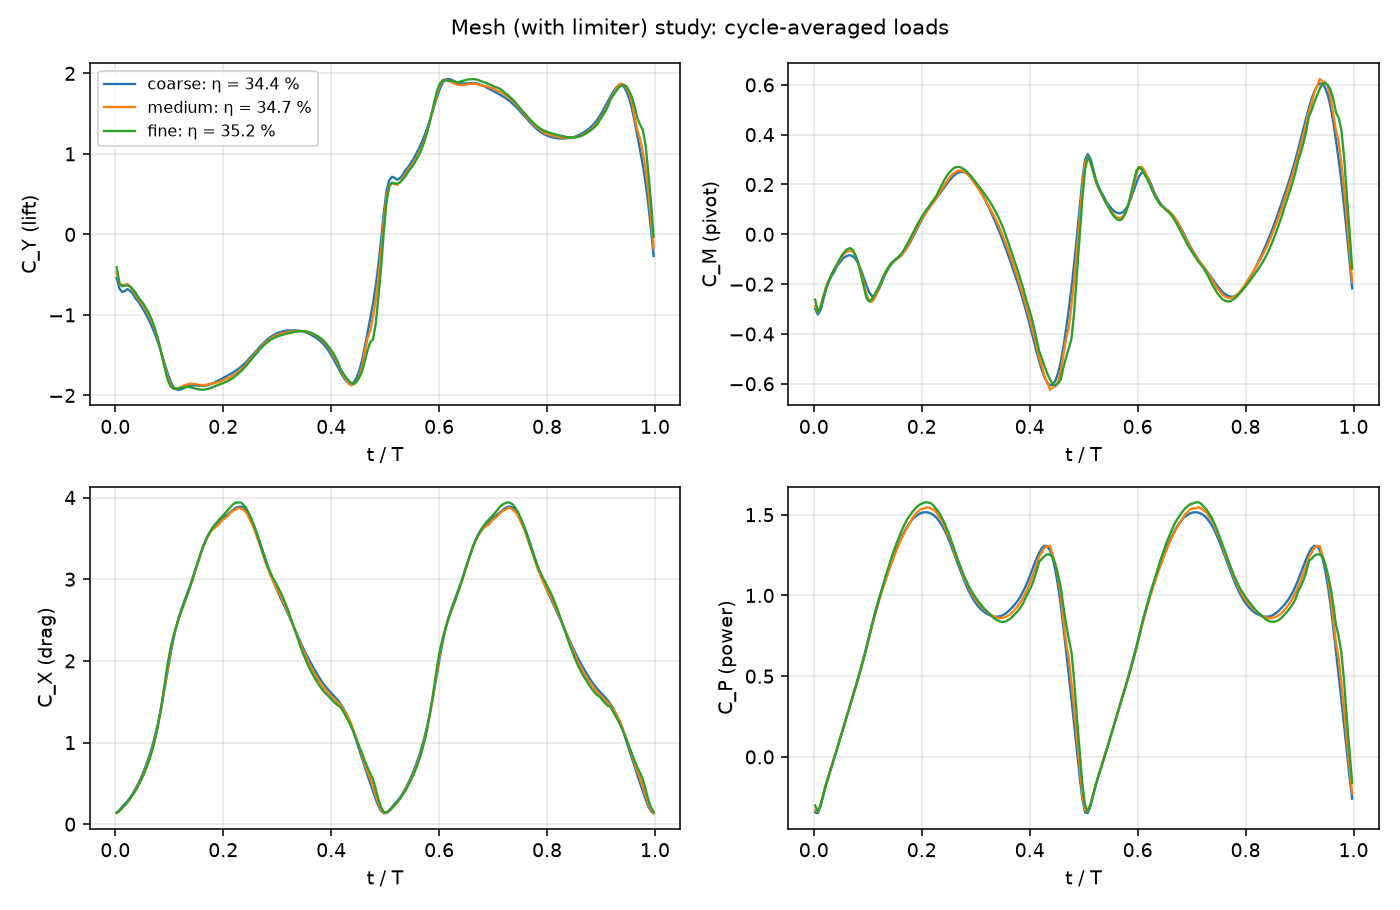 Mesh (with limiter) study: cycle-averaged loads
coarse: η = 34.4 %
medium: η = 34.7 %
fine: η = 35.2 %
2
1
0
−1
−2
C_Y (lift)
0.0 0.2 0.4 0.6 0.8 1.0
t / T
0.6
0.4
0.2
0.0
−0.2
−0.4
−0.6
C_M (pivot)
0.0 0.2 0.4 0.6 0.8 1.0
t / T
4
3
2
1
0
C_X (drag)
0.0 0.2 0.4 0.6 0.8 1.0
t / T
1.5
1.0
0.5
0.0
C_P (power)
0.0 0.2 0.4 0.6 0.8 1.0
t / T